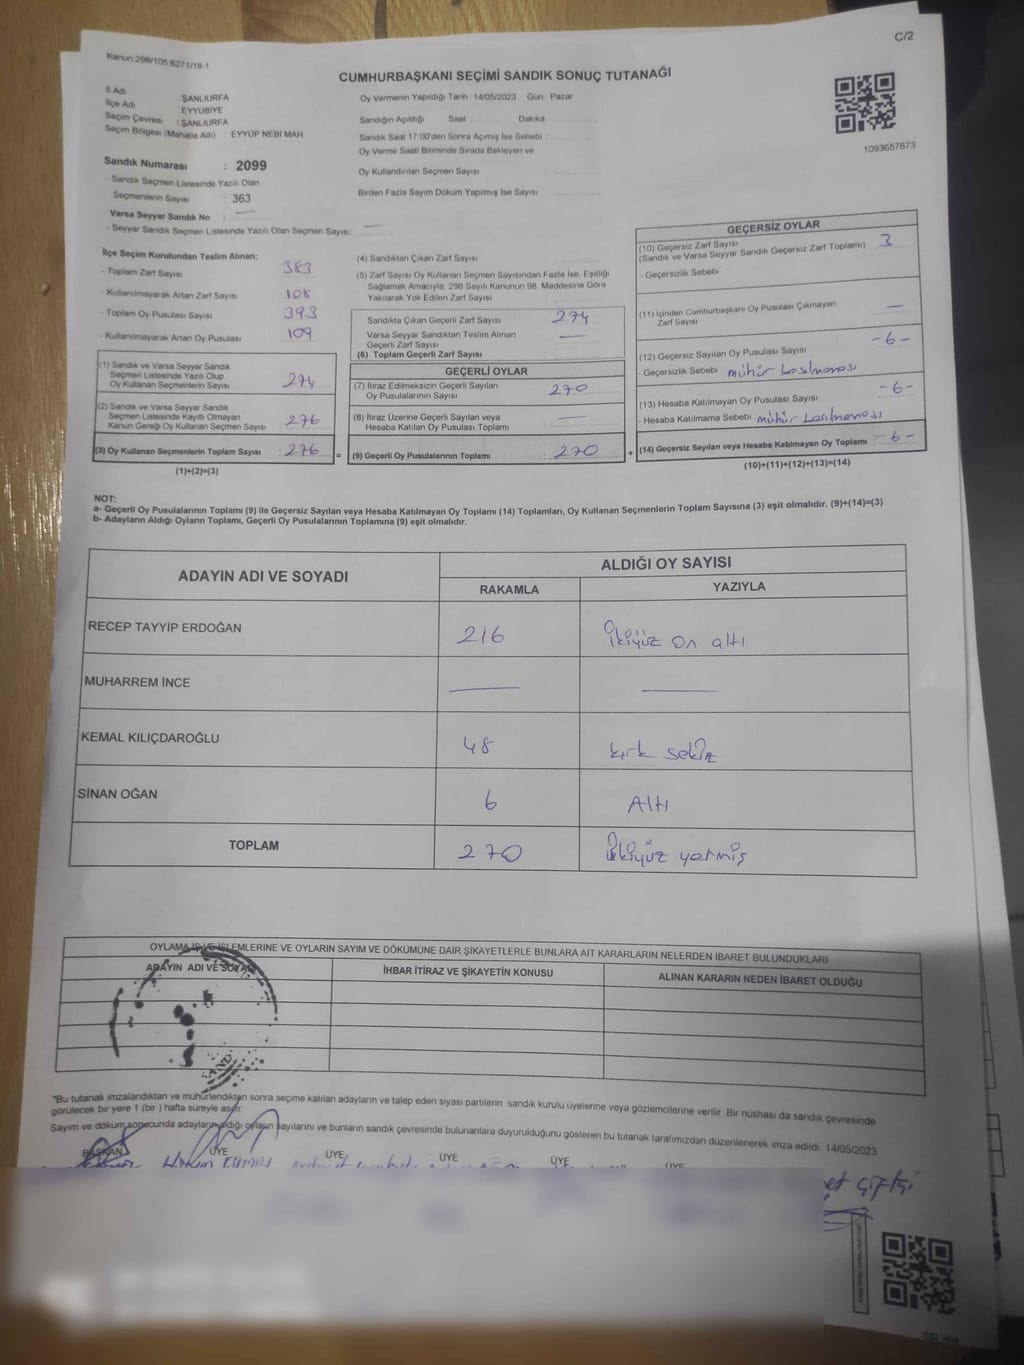 C/2
Kanun:298/105;6271/18-1
CUMHURBAŞKANI SEÇİMİ SANDIK SONUÇ TUTANAĞI
İl Adı : ŞANLIURFA
İlçe Adı : EYYÜBİYE
Seçim Çevresi : ŞANLIURFA
Seçim Bölgesi (Mahalle Adı) : EYYÜP NEBİ MAH.
Oy Vermenin Yapıldığı Tarih 14/05/2023 Gün : Pazar
Sandığın Açıldığı Saat Dakika
Sandık Saat 17:00'den Sonra Açımış İse Sebebi
Oy Verme Saati Bitiminde Sırada Bekleyen ve
Oy Kullandırılan Seçmen Sayısı
Birden Fazla Sayım Döküm Yapılmış İse Sayısı
1093657673
Sandık Numarası : 2099
- Sandık Seçmen Listesinde Yazılı Olan
Seçmenlerin Sayısı : 363
Varsa Seyyar Sandık No : —
- Seyyar Sandık Seçmen Listesinde Yazılı Olan Seçmen Sayısı: —
İlçe Seçim Kurulundan Teslim Alınan;
- Toplam Zarf Sayısı 383
- Kullanılmayarak Artan Zarf Sayısı 108
- Toplam Oy Pusulası Sayısı 393
- Kullanılmayarak Artan Oy Pusulası 109
(1) Sandık ve Varsa Seyyar Sandık
Seçmen Listesinde Yazılı Olup
Oy Kullanan Seçmenlerin Sayısı 274
(2) Sandık ve Varsa Seyyar Sandık
Seçmen Listesinde Kayıtlı Olmayan
Kanun Gereği Oy Kullanan Seçmen Sayısı 276
(3) Oy Kullanan Seçmenlerin Toplam Sayısı : 276
(1)+(2)=(3)
(4) Sandıktan Çıkan Zarf Sayısı
(5) Zarf Sayısı Oy Kullanan Seçmen Sayısından Fazla İse, Eşitliği
Sağlamak Amacıyla; 298 Sayılı Kanunun 98. Maddesine Göre
Yakılarak Yok Edilen Zarf Sayısı
Sandıkta Çıkan Geçerli Zarf Sayısı 274
Varsa Seyyar Sandıktan Teslim Alınan
Geçerli Zarf Sayısı —
(6) Toplam Geçerli Zarf Sayısı
GEÇERLİ OYLAR
(7) İtiraz Edilmeksizin Geçerli Sayılan
Oy Pusulalarının Sayısı 270
(8) İtiraz Üzerine Geçerli Sayılan veya
Hesaba Katılan Oy Pusulası Toplamı —
= (9) Geçerli Oy Pusulalarının Toplamı : 270 +
GEÇERSİZ OYLAR
(10) Geçersiz Zarf Sayısı 3
(Sandık ve Varsa Seyyar Sandık Geçersiz Zarf Toplamı)
- Geçersizlik Sebebi
(11) İçinden Cumhurbaşkanı Oy Pusulası Çıkmayan
Zarf Sayısı —
(12) Geçersiz Sayılan Oy Pusulası Sayısı -6-
- Geçersizlik Sebebi mühür basılmaması
(13) Hesaba Katılmayan Oy Pusulası Sayısı -6-
- Hesaba Katılmama Sebebi : mühür basılmaması
(14) Geçersiz Sayılan veya Hesaba Katılmayan Oy Toplamı -6-
(10)+(11)+(12)+(13)=(14)
NOT:
a- Geçerli Oy Pusulalarının Toplamı (9) ile Geçersiz Sayılan veya Hesaba Katılmayan Oy Toplamı (14) Toplamları, Oy Kullanan Seçmenlerin Toplam Sayısına (3) eşit olmalıdır. (9)+(14)=(3)
b- Adayların Aldığı Oyların Toplamı, Geçerli Oy Pusulalarının Toplamına (9) eşit olmalıdır.
ADAYIN ADI VE SOYADI
ALDIĞI OY SAYISI
RAKAMLA YAZIYLA
RECEP TAYYİP ERDOĞAN 216 İkiyüz on altı
MUHARREM İNCE — —
KEMAL KILIÇDAROĞLU 48 kırk sekiz
SİNAN OĞAN 6 Altı
TOPLAM 270 ikiyüz yetmiş
OYLAMA İŞ VE İŞLEMLERİNE VE OYLARIN SAYIM VE DÖKÜMÜNE DAİR ŞİKAYETLERLE BUNLARA AİT KARARLARIN NELERDEN İBARET BULUNDUKLARI
ADAYIN ADI VE SOYADI İHBAR İTİRAZ VE ŞİKAYETİN KONUSU ALINAN KARARIN NEDEN İBARET OLDUĞU
*Bu tutanak imzalandıktan ve mühürlendikten sonra seçime katılan adayların ve talep eden siyasi partilerin sandık kurulu üyelerine veya gözlemcilerine verilir. Bir nüshası da sandık çevresinde
görülecek bir yere 1 (bir ) hafta süreyle asılır.
Sayım ve döküm sonucunda adayların aldığı oyların sayılarını ve bunların sandık çevresinde bulunanlara duyurulduğunu gösteren bu tutanak tarafımızdan düzenlenerek imza edildi. 14/05/2023
BAŞKAN ÜYE ÜYE ÜYE ÜYE ÜYE
Çiftçi